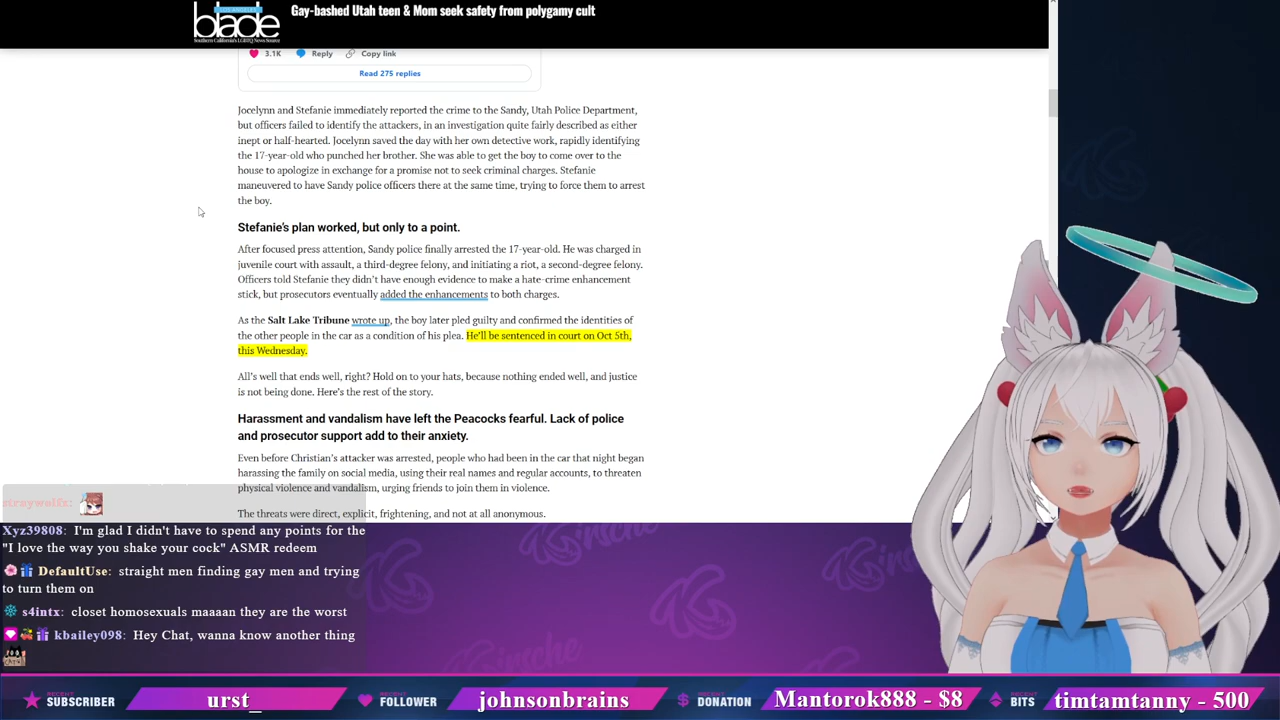 LOS ANGELES
blade
Southern California's LGBTQ News Source
Gay-bashed Utah teen & Mom seek safety from polygamy cult
3.1K Reply Copy link
Read 275 replies
Jocelynn and Stefanie immediately reported the crime to the Sandy, Utah Police Department,
but officers failed to identify the attackers, in an investigation quite fairly described as either
inept or half-hearted. Jocelynn saved the day with her own detective work, rapidly identifying
the 17-year-old who punched her brother. She was able to get the boy to come over to the
house to apologize in exchange for a promise not to seek criminal charges. Stefanie
maneuvered to have Sandy police officers there at the same time, trying to force them to arrest
the boy.
Stefanie’s plan worked, but only to a point.
After focused press attention, Sandy police finally arrested the 17-year-old. He was charged in
juvenile court with assault, a third-degree felony, and initiating a riot, a second-degree felony.
Officers told Stefanie they didn’t have enough evidence to make a hate-crime enhancement
stick, but prosecutors eventually added the enhancements to both charges.
As the Salt Lake Tribune wrote up, the boy later pled guilty and confirmed the identities of
the other people in the car as a condition of his plea. He’ll be sentenced in court on Oct 5th,
this Wednesday.
All’s well that ends well, right? Hold on to your hats, because nothing ended well, and justice
is not being done. Here’s the rest of the story.
Harassment and vandalism have left the Peacocks fearful. Lack of police
and prosecutor support add to their anxiety.
Even before Christian’s attacker was arrested, people who had been in the car that night began
harassing the family on social media, using their real names and regular accounts, to threaten
physical violence and vandalism, urging friends to join them in violence.
The threats were direct, explicit, frightening, and not at all anonymous.
straywolfx:
Xyz39808: I'm glad I didn't have to spend any points for the
"I love the way you shake your cock" ASMR redeem
DefaultUse: straight men finding gay men and trying
to turn them on
s4intx: closet homosexuals maaaan they are the worst
kbailey098: Hey Chat, wanna know another thing
Kirsche
RECENT SUBSCRIBER urst_ RECENT FOLLOWER johnsonbrains RECENT DONATION Mantorok888 - $8 RECENT BITS timtamtanny - 500